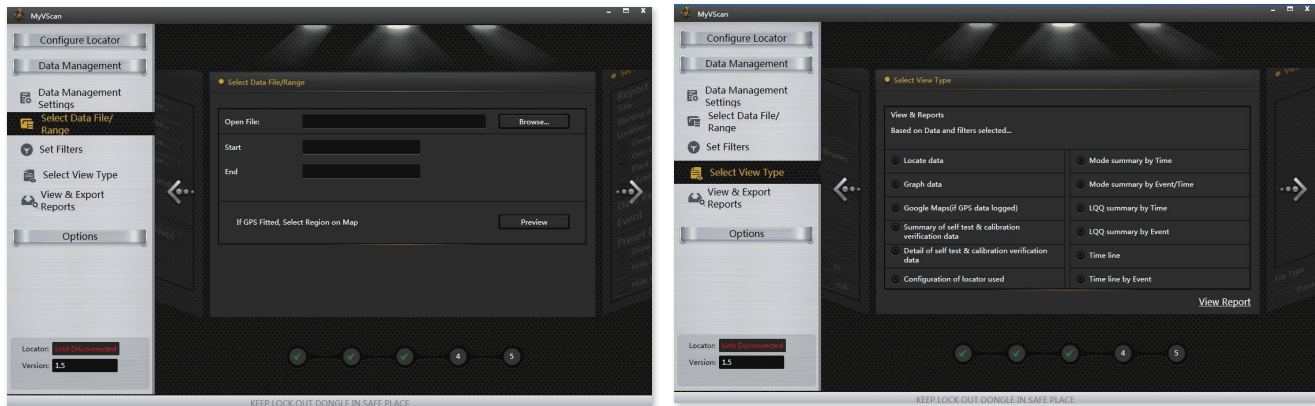 MyVScan
Configure Locator
Data Management
Data Management
Settings
Select Data File/
Range
Set Filters
Select View Type
View & Export
Reports
Options
Locator: Unit Disconnected
Version: 1.5
Select Data File/Range
Open File:
Browse...
Start
End
If GPS Fitted, Select Region on Map
Preview
Report
Title
Location
Event
4
5
KEEP LOCK OUT DONGLE IN SAFE PLACE
MyVScan
Configure Locator
Data Management
Data Management
Settings
Select Data File/
Range
Set Filters
Select View Type
View & Export
Reports
Options
Locator: Unit Disconnected
Version: 1.5
Select View Type
View & Reports
Based on Data and filters selected...
Locate data
Mode summary by Time
Graph data
Mode summary by Event/Time
Google Maps(if GPS data logged)
LQQ summary by Time
Summary of self test & calibration
verification data
LQQ summary by Event
Detail of self test & calibration verification
data
Time line
Configuration of locator used
Time line by Event
View Report
File Type
4
5
KEEP LOCK OUT DONGLE IN SAFE PLACE